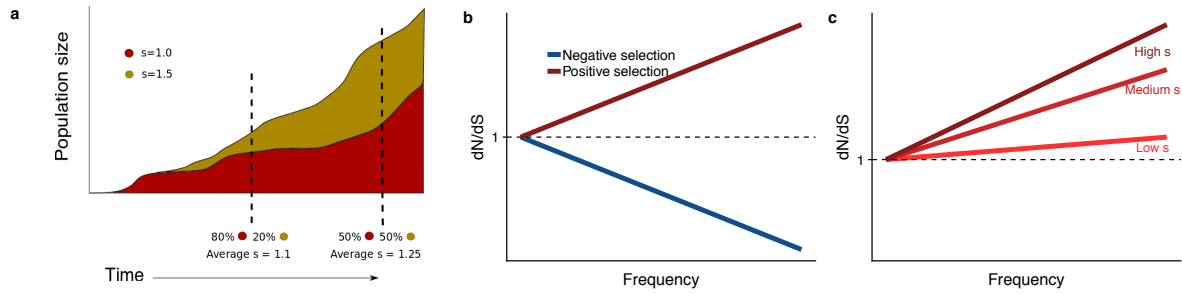 a
Population size
s=1.0
s=1.5
80% 20%
Average s = 1.1
50% 50%
Average s = 1.25
Time
b
dN/dS
1
Negative selection
Positive selection
Frequency
c
dN/dS
1
High s
Medium s
Low s
Frequency